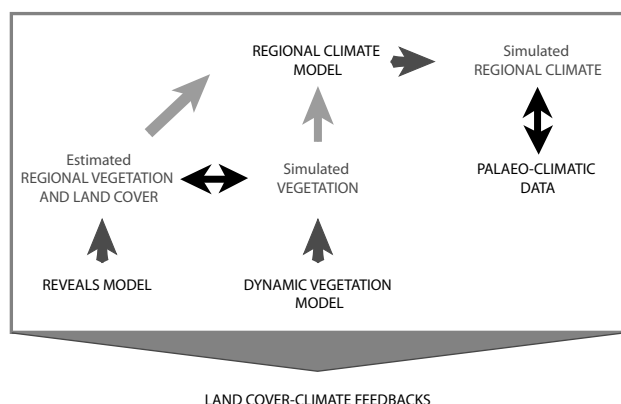 REGIONAL CLIMATE
MODEL
Simulated
REGIONAL CLIMATE
Estimated
REGIONAL VEGETATION
AND LAND COVER
Simulated
VEGETATION
PALAEO-CLIMATIC
DATA
REVEALS MODEL
DYNAMIC VEGETATION
MODEL
LAND COVER-CLIMATE FEEDBACKS